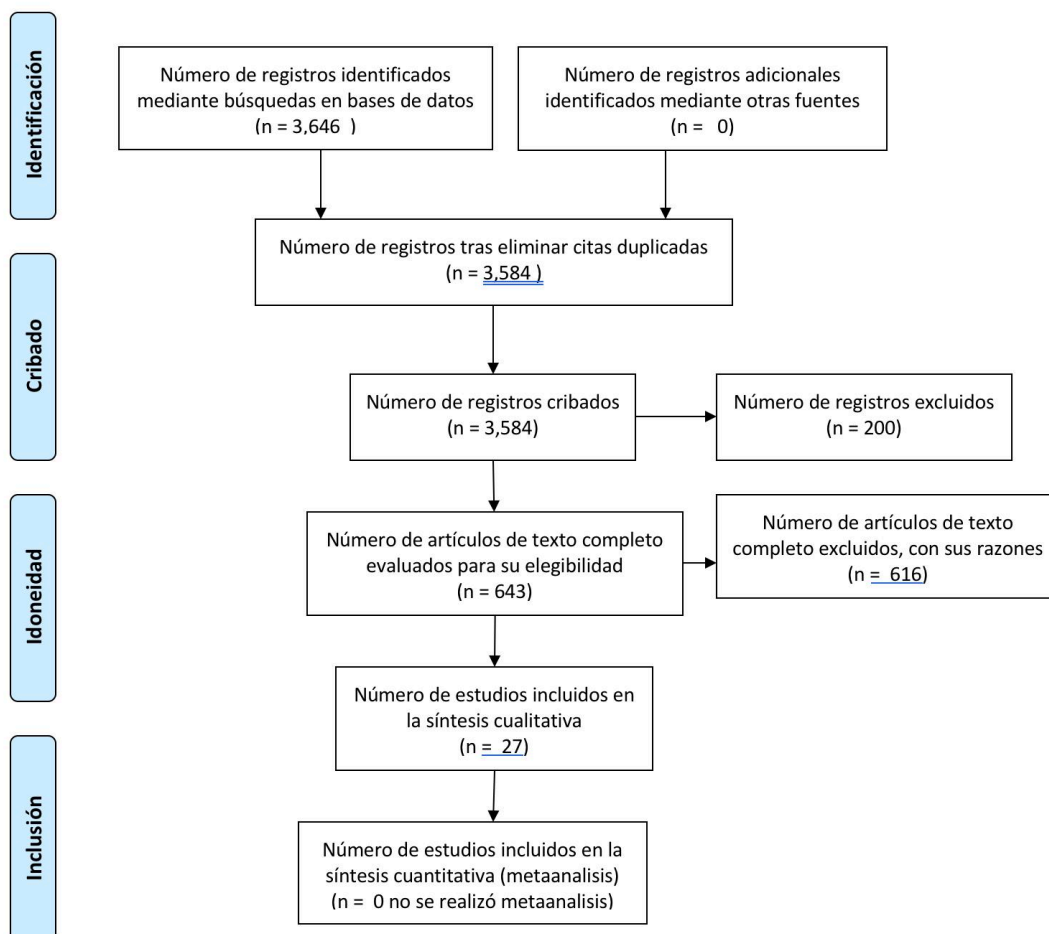 Identificación
Número de registros identificados
mediante búsquedas en bases de datos
(n = 3,646  )
Número de registros adicionales
identificados mediante otras fuentes
(n =   0)
Número de registros tras eliminar citas duplicadas
(n = 3,584 )
Cribado
Número de registros cribados
(n = 3,584)
Número de registros excluidos
(n = 200)
Idoneidad
Número de artículos de texto completo
evaluados para su elegibilidad
(n = 643)
Número de artículos de texto
completo excluidos, con sus razones
(n =  616)
Número de estudios incluidos en
la síntesis cualitativa
(n =  27)
Inclusión
Número de estudios incluidos en la
síntesis cuantitativa (metaanalisis)
(n =  0 no se realizó metaanalisis)